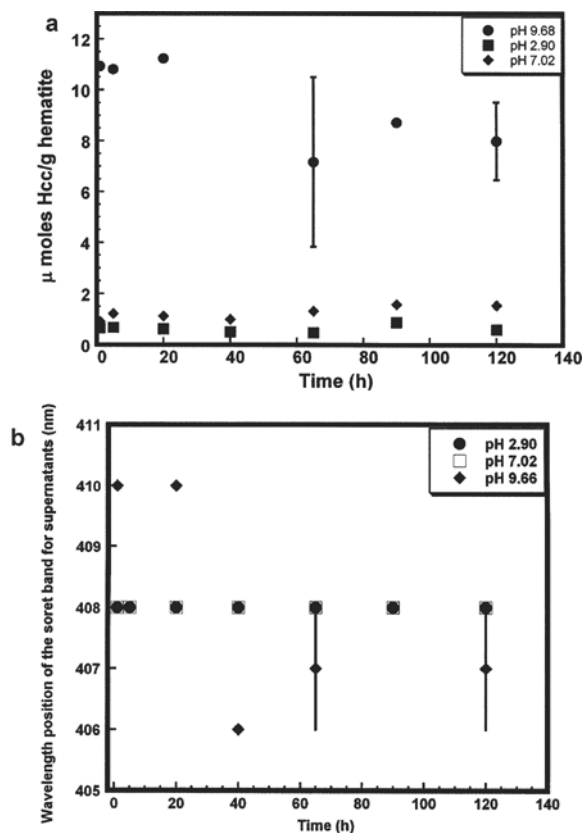 a
μ moles Hcc/g hematite
12
10
8
6
4
2
0
pH 9.68
pH 2.90
pH 7.02
0 20 40 60 80 100 120 140
Time (h)
b
Wavelength position of the soret band for supernatants (nm)
411
410
409
408
407
406
405
pH 2.90
pH 7.02
pH 9.66
0 20 40 60 80 100 120 140
Time (h)